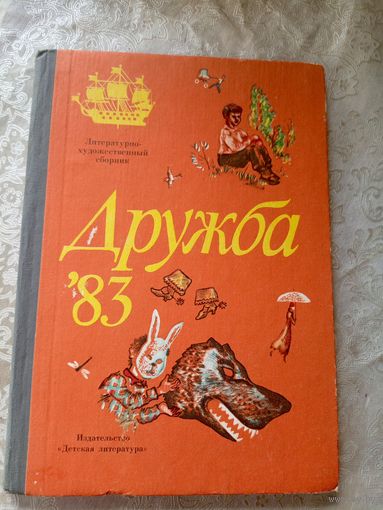 Литературно-
художественный
сборник
Дружба
'83
Издательство
«Детская литература»